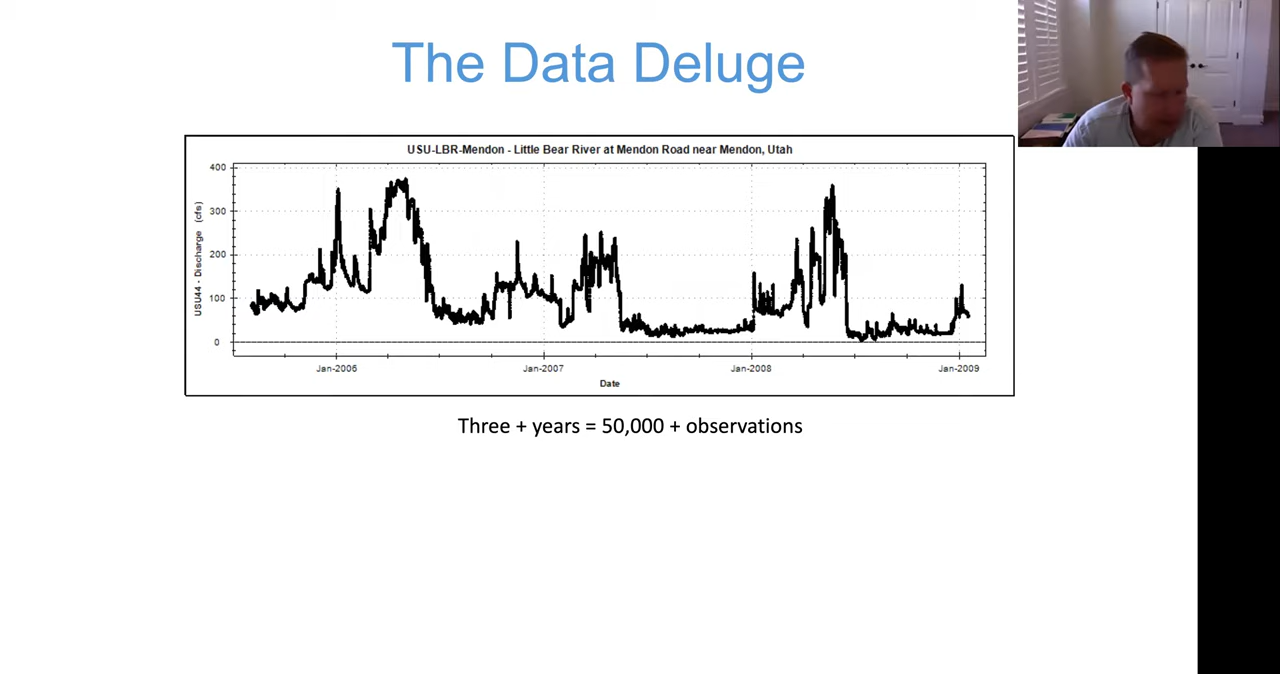 The Data Deluge
USU-LBR-Mendon - Little Bear River at Mendon Road near Mendon, Utah
USU44 - Discharge (cfs)
400
300
200
100
0
Jan-2006 Jan-2007 Jan-2008 Jan-2009
Date
Three + years = 50,000 + observations